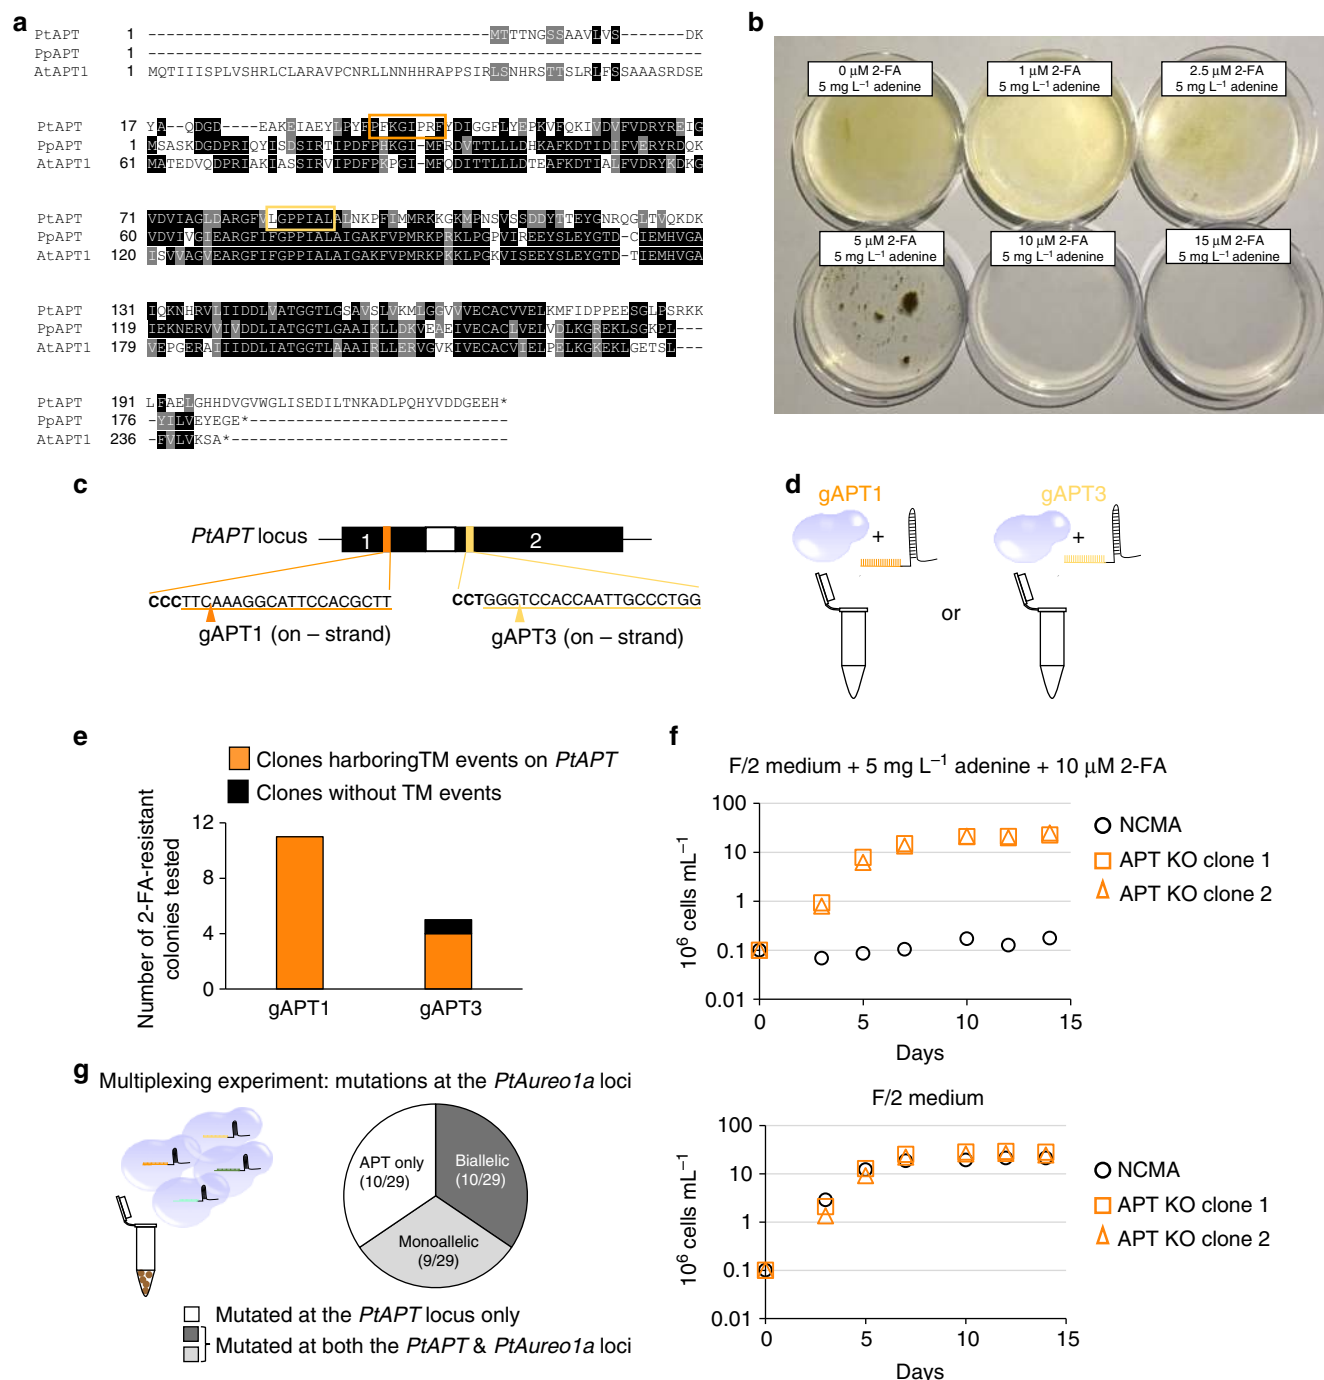 a
PtAPT 1 ----------------------------------------MTTTNGSSAAVLVS-------DK
PpAPT 1 ------------------------------------------------------------
AtAPT1 1 MQTIIISPLVSHRLCLARAVPCNRLLNNHHRAPPSIRLSNHRSTTSLRLFSSAAASRDSE
PtAPT 17 YA--QDGD----EAKEIAEYLPYFPFKGIPRFYDIGGFLYEPKVFQKIVDVFVDRYREIG
PpAPT 1 MSASKDGDPRIQYISDSIRTIPDFPHKGI-MFRDVTTLLLDHKAFKDTIDIFVERYRDQK
AtAPT1 61 MATEDVQDPRIAKIASSIRVIPDFPKPGI-MFQDITTLLLDTEAFKDTIALFVDRYKDKG
PtAPT 71 VDVIAGLDARGFVLGPPIALALNKPFIMMRKKGKMPNSVSSDDYTTEYGNRQGLTVQKDK
PpAPT 60 VDVIVGIEARGFIFGPPIALAIGAKFVPMRKPRKLPGPVIREEYSLEYGTD-CIEMHVGA
AtAPT1 120 ISVVAGVEARGFIFGPPIALAIGAKFVPMRKPKKLPGKVISEEYSLEYGTD-TIEMHVGA
PtAPT 131 IQKNHRVLIIDDLVATGGTLGSAVSLVKMLGGVVVECACVVELKMFIDPPEESGLPSRKK
PpAPT 119 IEKNERVVIVDDLIATGGTLGAAIKLLDKVEAEIVECACLVELVDLKGREKLSGKPL---
AtAPT1 179 VEPGERAIIIDDLIATGGTLAAAIRLLERVGVKIVECACVIELPELKGKEKLGETSL---
PtAPT 191 LFAELGHHDVGVWGLISEDILTNKADLPQHYVDDGEEH*
PpAPT 176 -YILVEYEGE*----------------------------
AtAPT1 236 -FVLVKSA*------------------------------
b
0 µM 2-FA
5 mg L⁻¹ adenine
1 µM 2-FA
5 mg L⁻¹ adenine
2.5 µM 2-FA
5 mg L⁻¹ adenine
5 µM 2-FA
5 mg L⁻¹ adenine
10 µM 2-FA
5 mg L⁻¹ adenine
15 µM 2-FA
5 mg L⁻¹ adenine
c
PtAPT locus
1
2
CCCTTCAAAGGCATTCCACGCTT
CCTGGGTCCACCAATTGCCCTGG
gAPT1 (on – strand)
gAPT3 (on – strand)
d
gAPT1
gAPT3
+
+
or
e
Clones harboringTM events on PtAPT
Clones without TM events
Number of 2-FA-resistant
colonies tested
12
8
4
0
gAPT1
gAPT3
f
F/2 medium + 5 mg L⁻¹ adenine + 10 µM 2-FA
10⁶ cells mL⁻¹
100
10
1
0.1
0.01
0
5
10
15
Days
NCMA
APT KO clone 1
APT KO clone 2
g
Multiplexing experiment: mutations at the PtAureo1a loci
APT only
(10/29)
Biallelic
(10/29)
Monoallelic
(9/29)
Mutated at the PtAPT locus only
Mutated at both the PtAPT & PtAureo1a loci
F/2 medium
10⁶ cells mL⁻¹
100
10
1
0.1
0.01
0
5
10
15
Days
NCMA
APT KO clone 1
APT KO clone 2